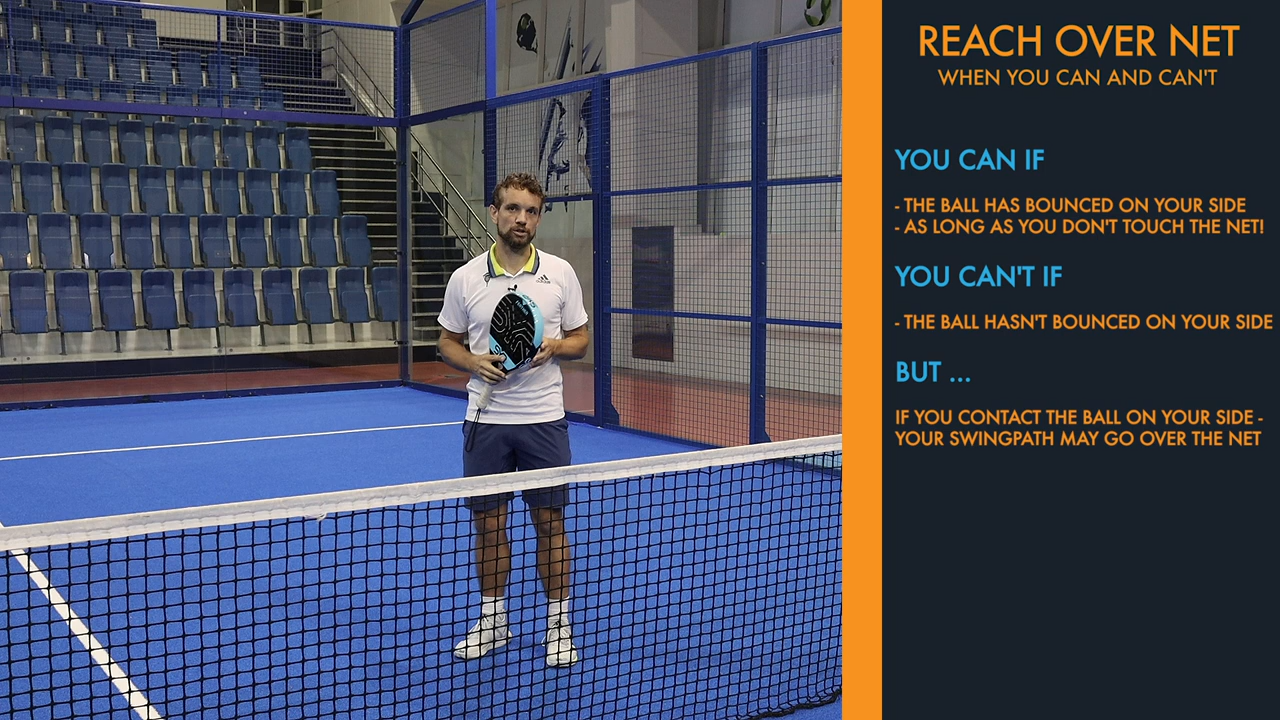 REACH OVER NET
WHEN YOU CAN AND CAN'T
YOU CAN IF
- THE BALL HAS BOUNCED ON YOUR SIDE
- AS LONG AS YOU DON'T TOUCH THE NET!
YOU CAN'T IF
- THE BALL HASN'T BOUNCED ON YOUR SIDE
BUT ...
IF YOU CONTACT THE BALL ON YOUR SIDE -
YOUR SWINGPATH MAY GO OVER THE NET